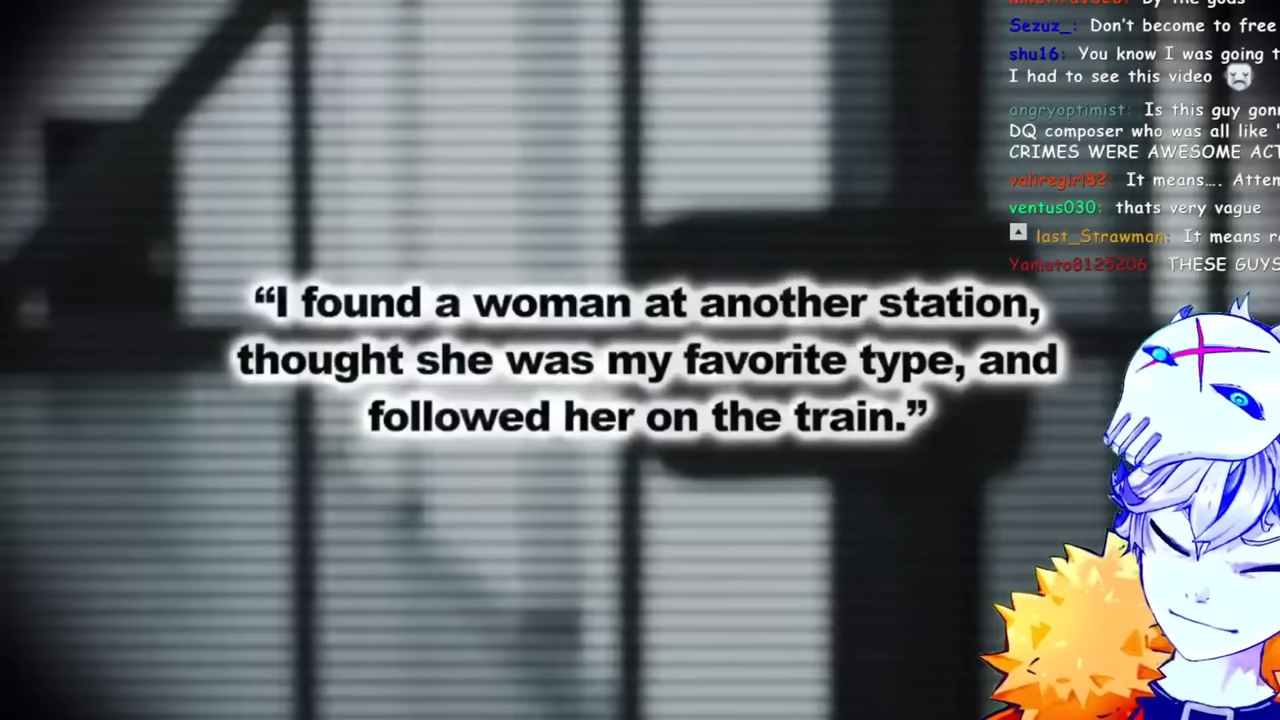 By the gods
Sezuz_: Don't become to free
shu16: You know I was going
I had to see this video
angryoptimist: Is this guy
DQ composer who was all like
CRIMES WERE AWESOME
valiregirl82: It means....
ventus030: thats very vague
last_Strawman: It means
Yamato8125206 THESE GUYS
“I found a woman at another station,
thought she was my favorite type, and
followed her on the train.”